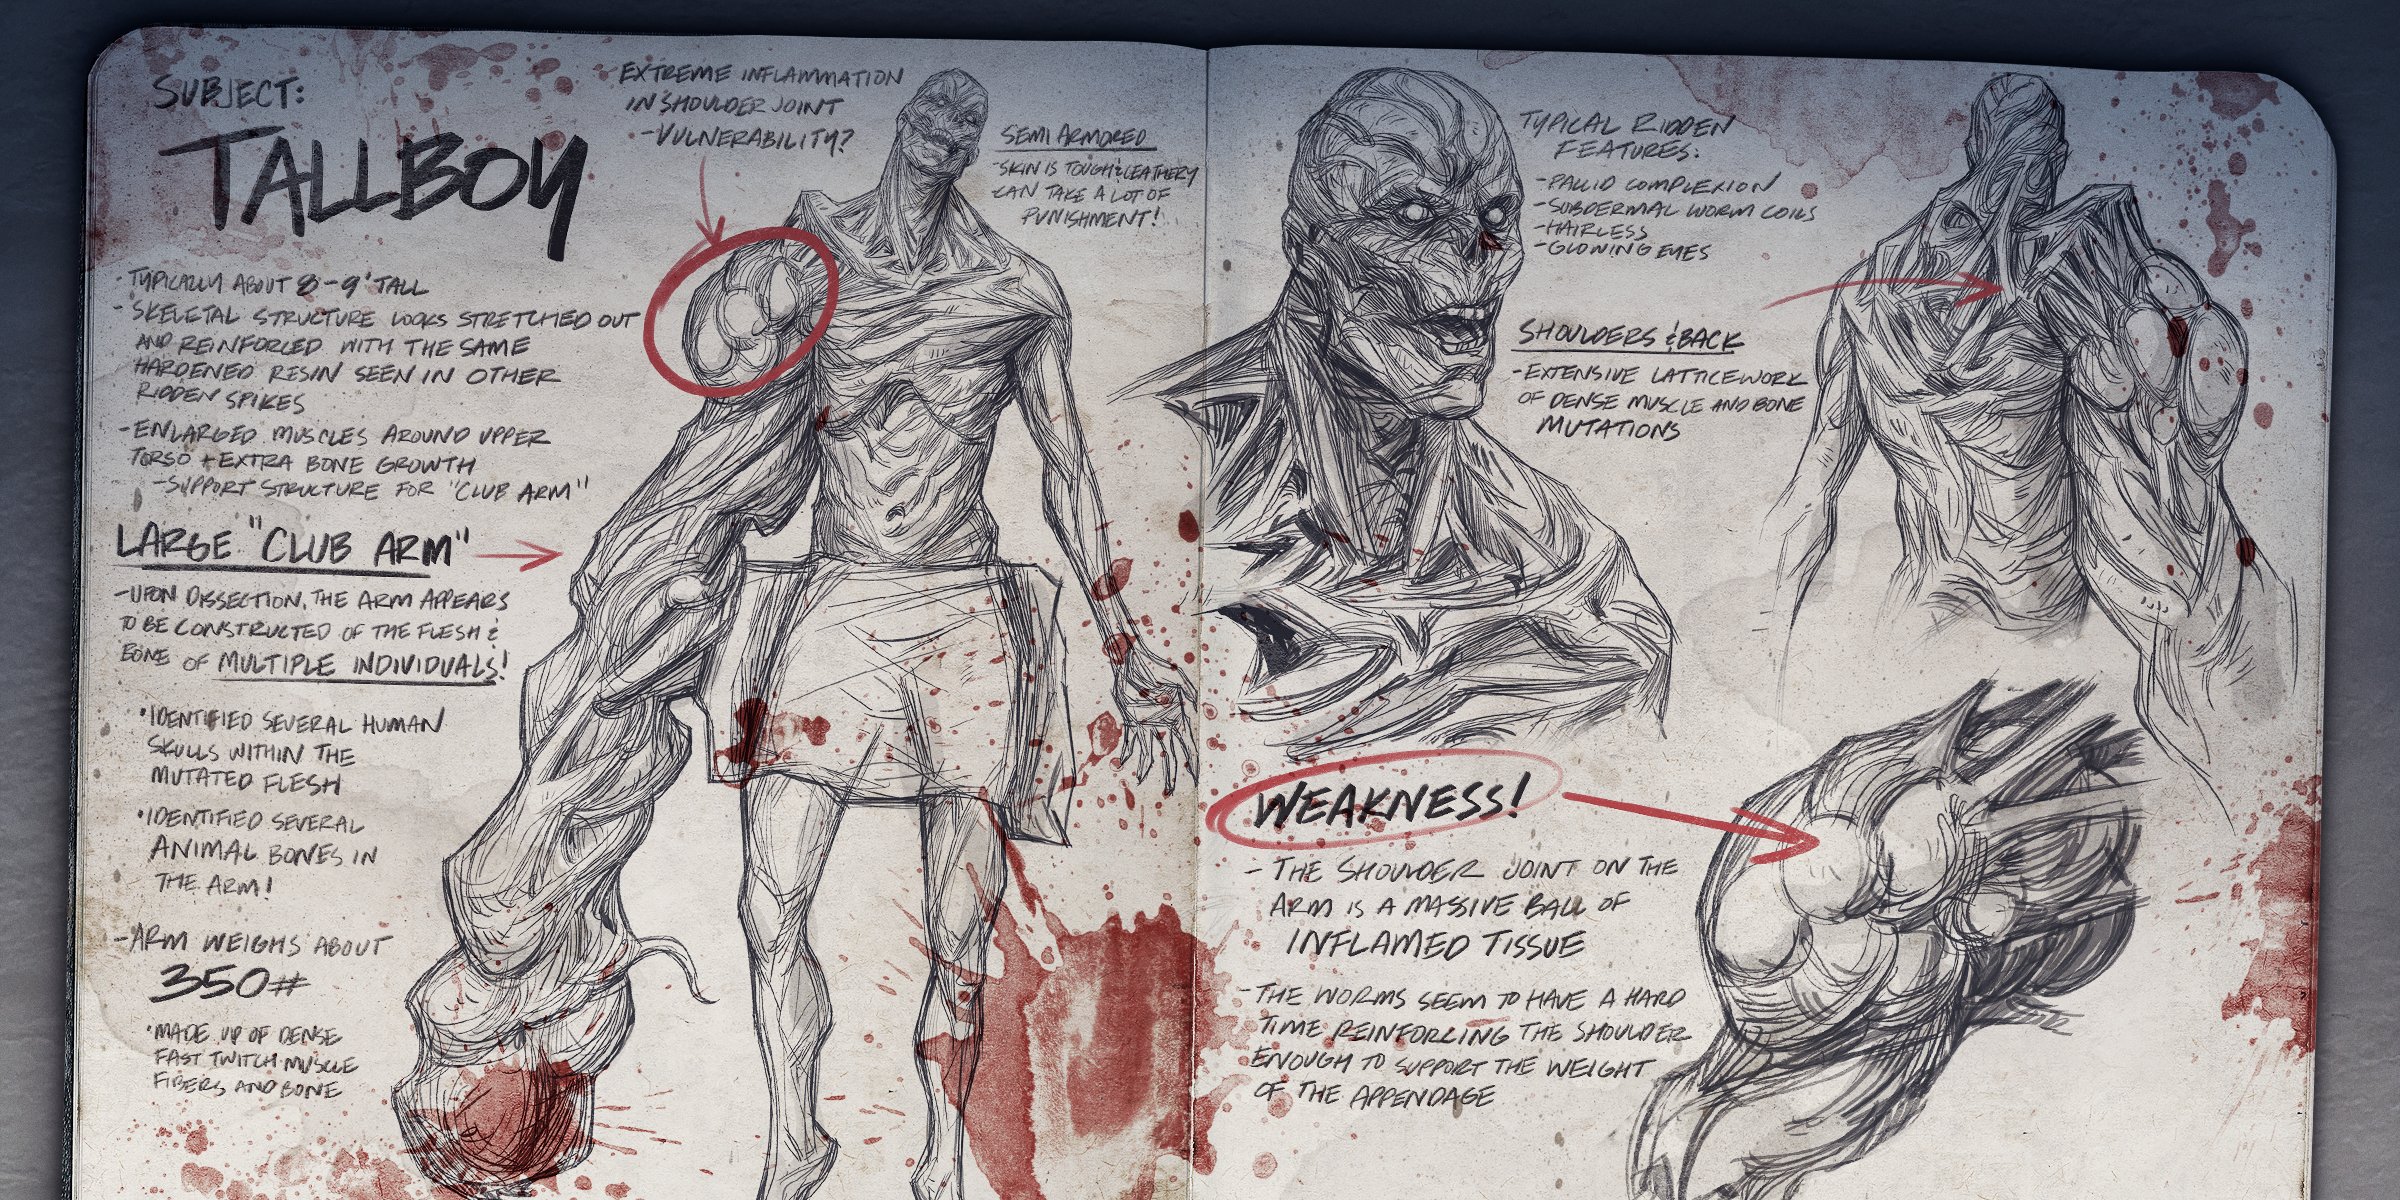 SUBJECT:
TALLBOY
- TYPICALLY ABOUT 8-9' TALL
- SKELETAL STRUCTURE LOOKS STRETCHED OUT
AND REINFORCED WITH THE SAME
HARDENED RESIN SEEN IN OTHER
RIDDEN SPIKES
- ENLARGED MUSCLES AROUND UPPER
TORSO + EXTRA BONE GROWTH
- SUPPORT STRUCTURE FOR "CLUB ARM"
LARGE "CLUB ARM"
- UPON DISSECTION, THE ARM APPEARS
TO BE CONSTRUCTED OF THE FLESH &
BONE OF MULTIPLE INDIVIDUALS!
• IDENTIFIED SEVERAL HUMAN
SKULLS WITHIN THE
MUTATED FLESH
• IDENTIFIED SEVERAL
ANIMAL BONES IN
THE ARM!
- ARM WEIGHS ABOUT
350#
• MADE UP OF DENSE
FAST TWITCH MUSCLE
FIBERS AND BONE
EXTREME INFLAMMATION
IN SHOULDER JOINT
- VULNERABILITY?
SEMI ARMORED
- SKIN IS TOUGH & LEATHERY
CAN TAKE A LOT OF
PUNISHMENT!
TYPICAL RIDDEN
FEATURES:
- PALLID COMPLEXION
- SUBDERMAL WORM COILS
- HAIRLESS
- GLOWING EYES
SHOULDERS & BACK
- EXTENSIVE LATTICEWORK
OF DENSE MUSCLE AND BONE
MUTATIONS
WEAKNESS!
- THE SHOULDER JOINT ON THE
ARM IS A MASSIVE BALL OF
INFLAMED TISSUE
- THE WORMS SEEM TO HAVE A HARD
TIME REINFORCING THE SHOULDER
ENOUGH TO SUPPORT THE WEIGHT
OF THE APPENDAGE